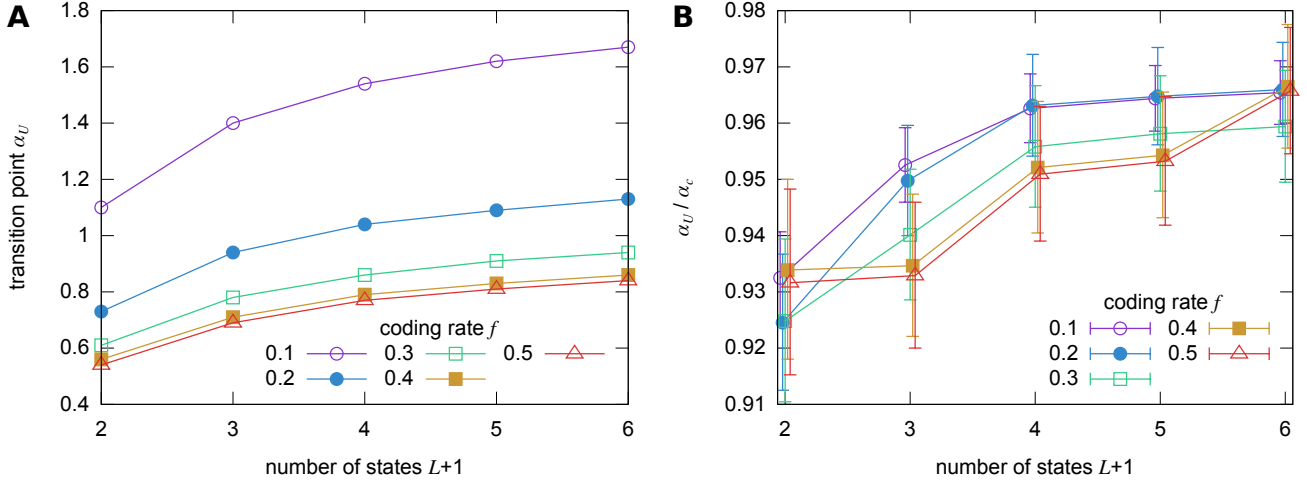 A
transition point α_U
1.8
1.6
1.4
1.2
1
0.8
0.6
0.4
2 3 4 5 6
number of states L+1
coding rate f
0.1 0.3 0.5
0.2 0.4
B
α_U / α_c
0.98
0.97
0.96
0.95
0.94
0.93
0.92
0.91
2 3 4 5 6
number of states L+1
coding rate f
0.1 0.4
0.2 0.5
0.3